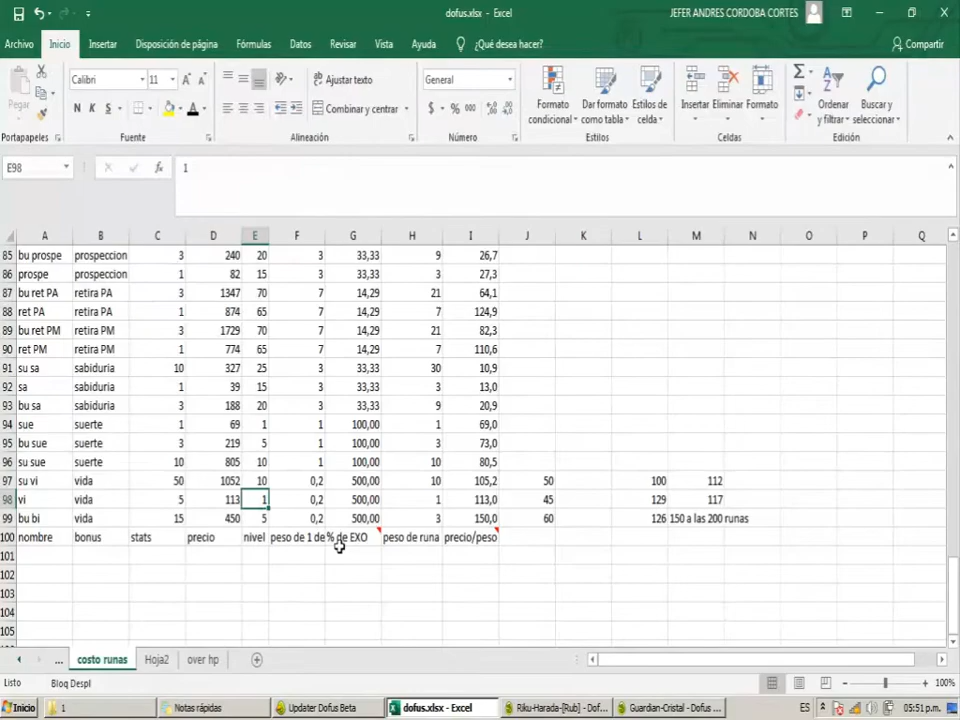 dofus.xlsx - Excel
JEFER ANDRES CORDOBA CORTES
Archivo Inicio Insertar Disposición de página Fórmulas Datos Revisar Vista Ayuda ¿Qué desea hacer? Compartir
Pegar Calibri 11 Ajustar texto General
N K S A Combinar y centrar $ % 000
Formato condicional Dar formato como tabla Estilos de celda Insertar Eliminar Formato Ordenar y filtrar Buscar y seleccionar
Portapapeles Fuente Alineación Número Estilos Celdas Edición
E98 fx 1
A B C D E F G H I J K L M N O P Q
85 bu prospe prospeccion 3 240 20 3 33,33 9 26,7
86 prospe prospeccion 1 82 15 3 33,33 3 27,3
87 bu ret PA retira PA 3 1347 70 7 14,29 21 64,1
88 ret PA retira PA 1 874 65 7 14,29 7 124,9
89 bu ret PM retira PM 3 1729 70 7 14,29 21 82,3
90 ret PM retira PM 1 774 65 7 14,29 7 110,6
91 su sa sabiduria 10 327 25 3 33,33 30 10,9
92 sa sabiduria 1 39 15 3 33,33 3 13,0
93 bu sa sabiduria 3 188 20 3 33,33 9 20,9
94 sue suerte 1 69 1 1 100,00 1 69,0
95 bu sue suerte 3 219 5 1 100,00 3 73,0
96 su sue suerte 10 805 10 1 100,00 10 80,5
97 su vi vida 50 1052 10 0,2 500,00 10 105,2 50 100 112
98 vi vida 5 113 1 0,2 500,00 1 113,0 45 129 117
99 bu bi vida 15 450 5 0,2 500,00 3 150,0 60 126 150 a las 200 runas
100 nombre bonus stats precio nivel peso de 1 de % de EXO peso de runa precio/peso
101
102
103
104
105
... costo runas Hoja2 over hp
Listo Bloq Despl 100%
Inicio 1 Notas rápidas Updater Dofus Beta dofus.xlsx - Excel Riku-Harada-[Rub] - Dof... Guardian-Cristal - Dofus ... ES 05:51 p.m.